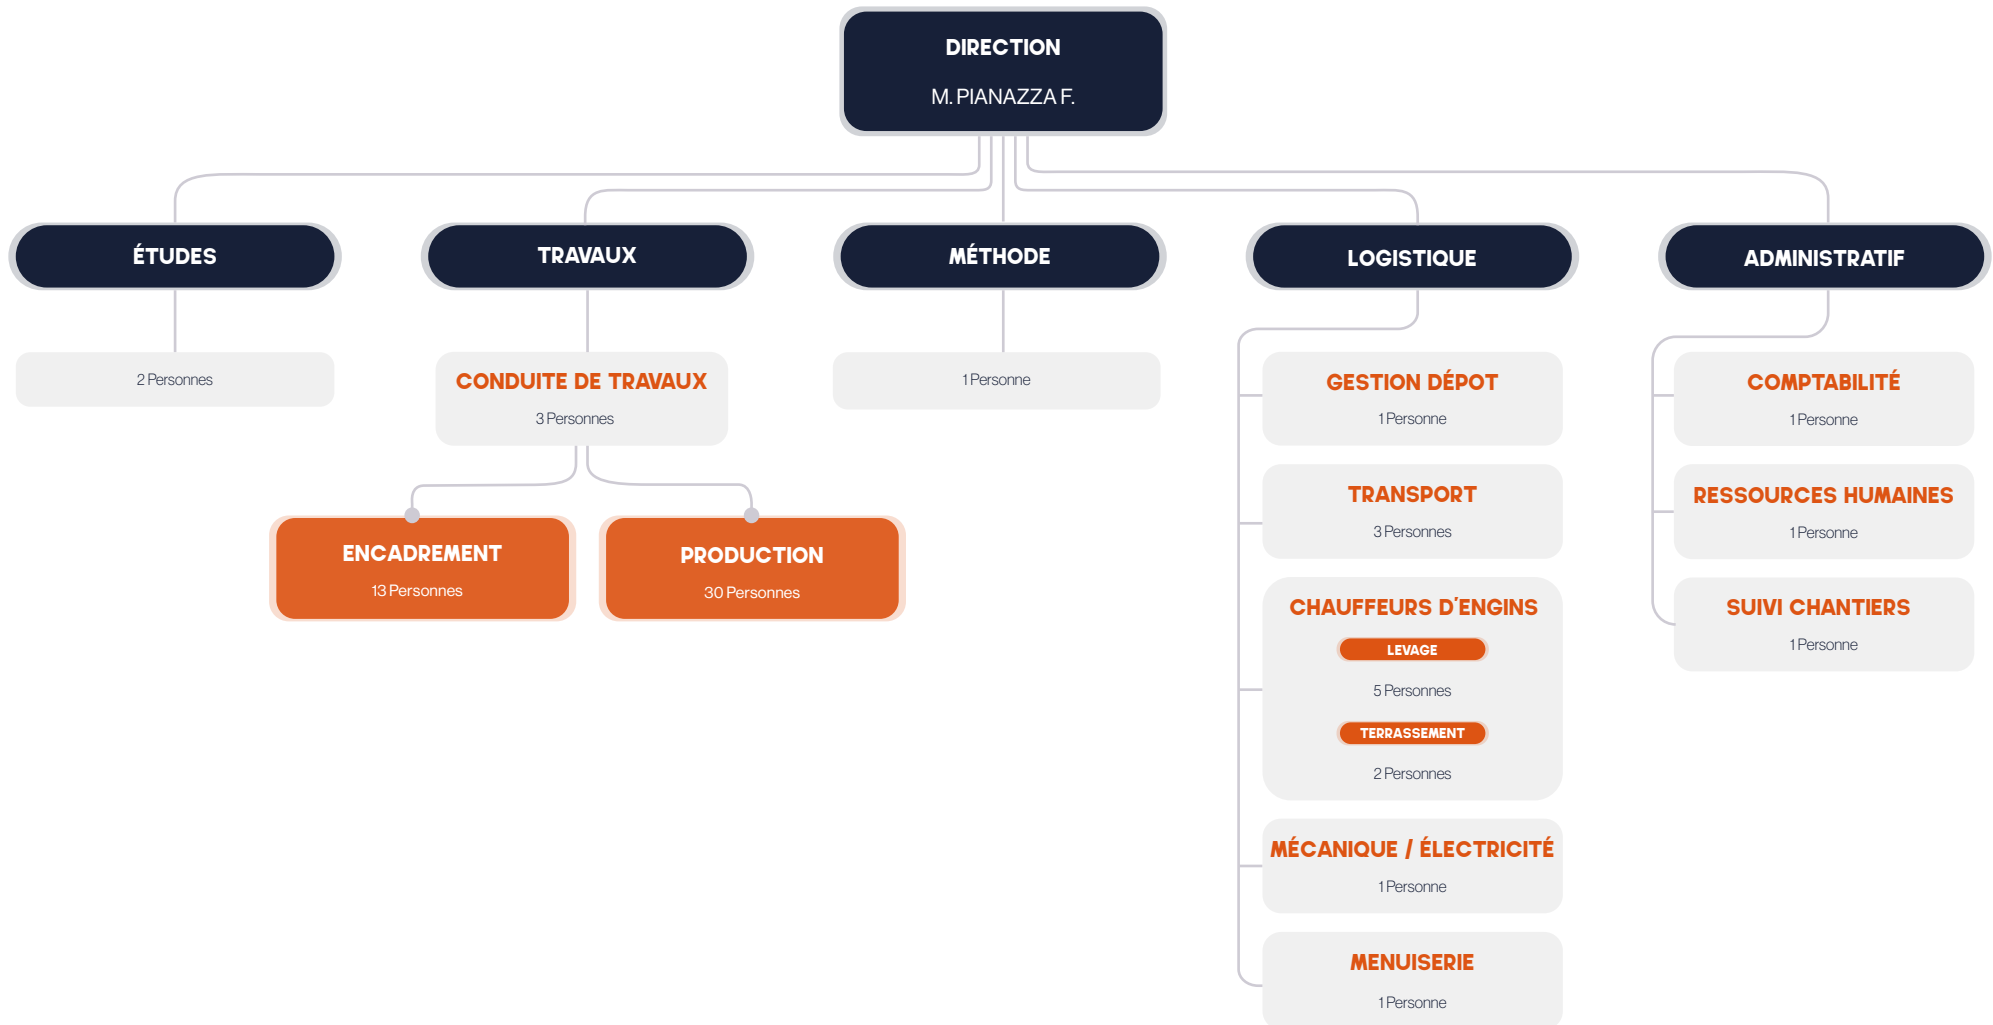 DIRECTION
M. PIANAZZA F.
ÉTUDES
2 Personnes
TRAVAUX
CONDUITE DE TRAVAUX
3 Personnes
ENCADREMENT
13 Personnes
PRODUCTION
30 Personnes
MÉTHODE
1 Personne
LOGISTIQUE
GESTION DÉPOT
1 Personne
TRANSPORT
3 Personnes
CHAUFFEURS D'ENGINS
LEVAGE
5 Personnes
TERRASSEMENT
2 Personnes
MÉCANIQUE / ÉLECTRICITÉ
1 Personne
MENUISERIE
1 Personne
ADMINISTRATIF
COMPTABILITÉ
1 Personne
RESSOURCES HUMAINES
1 Personne
SUIVI CHANTIERS
1 Personne